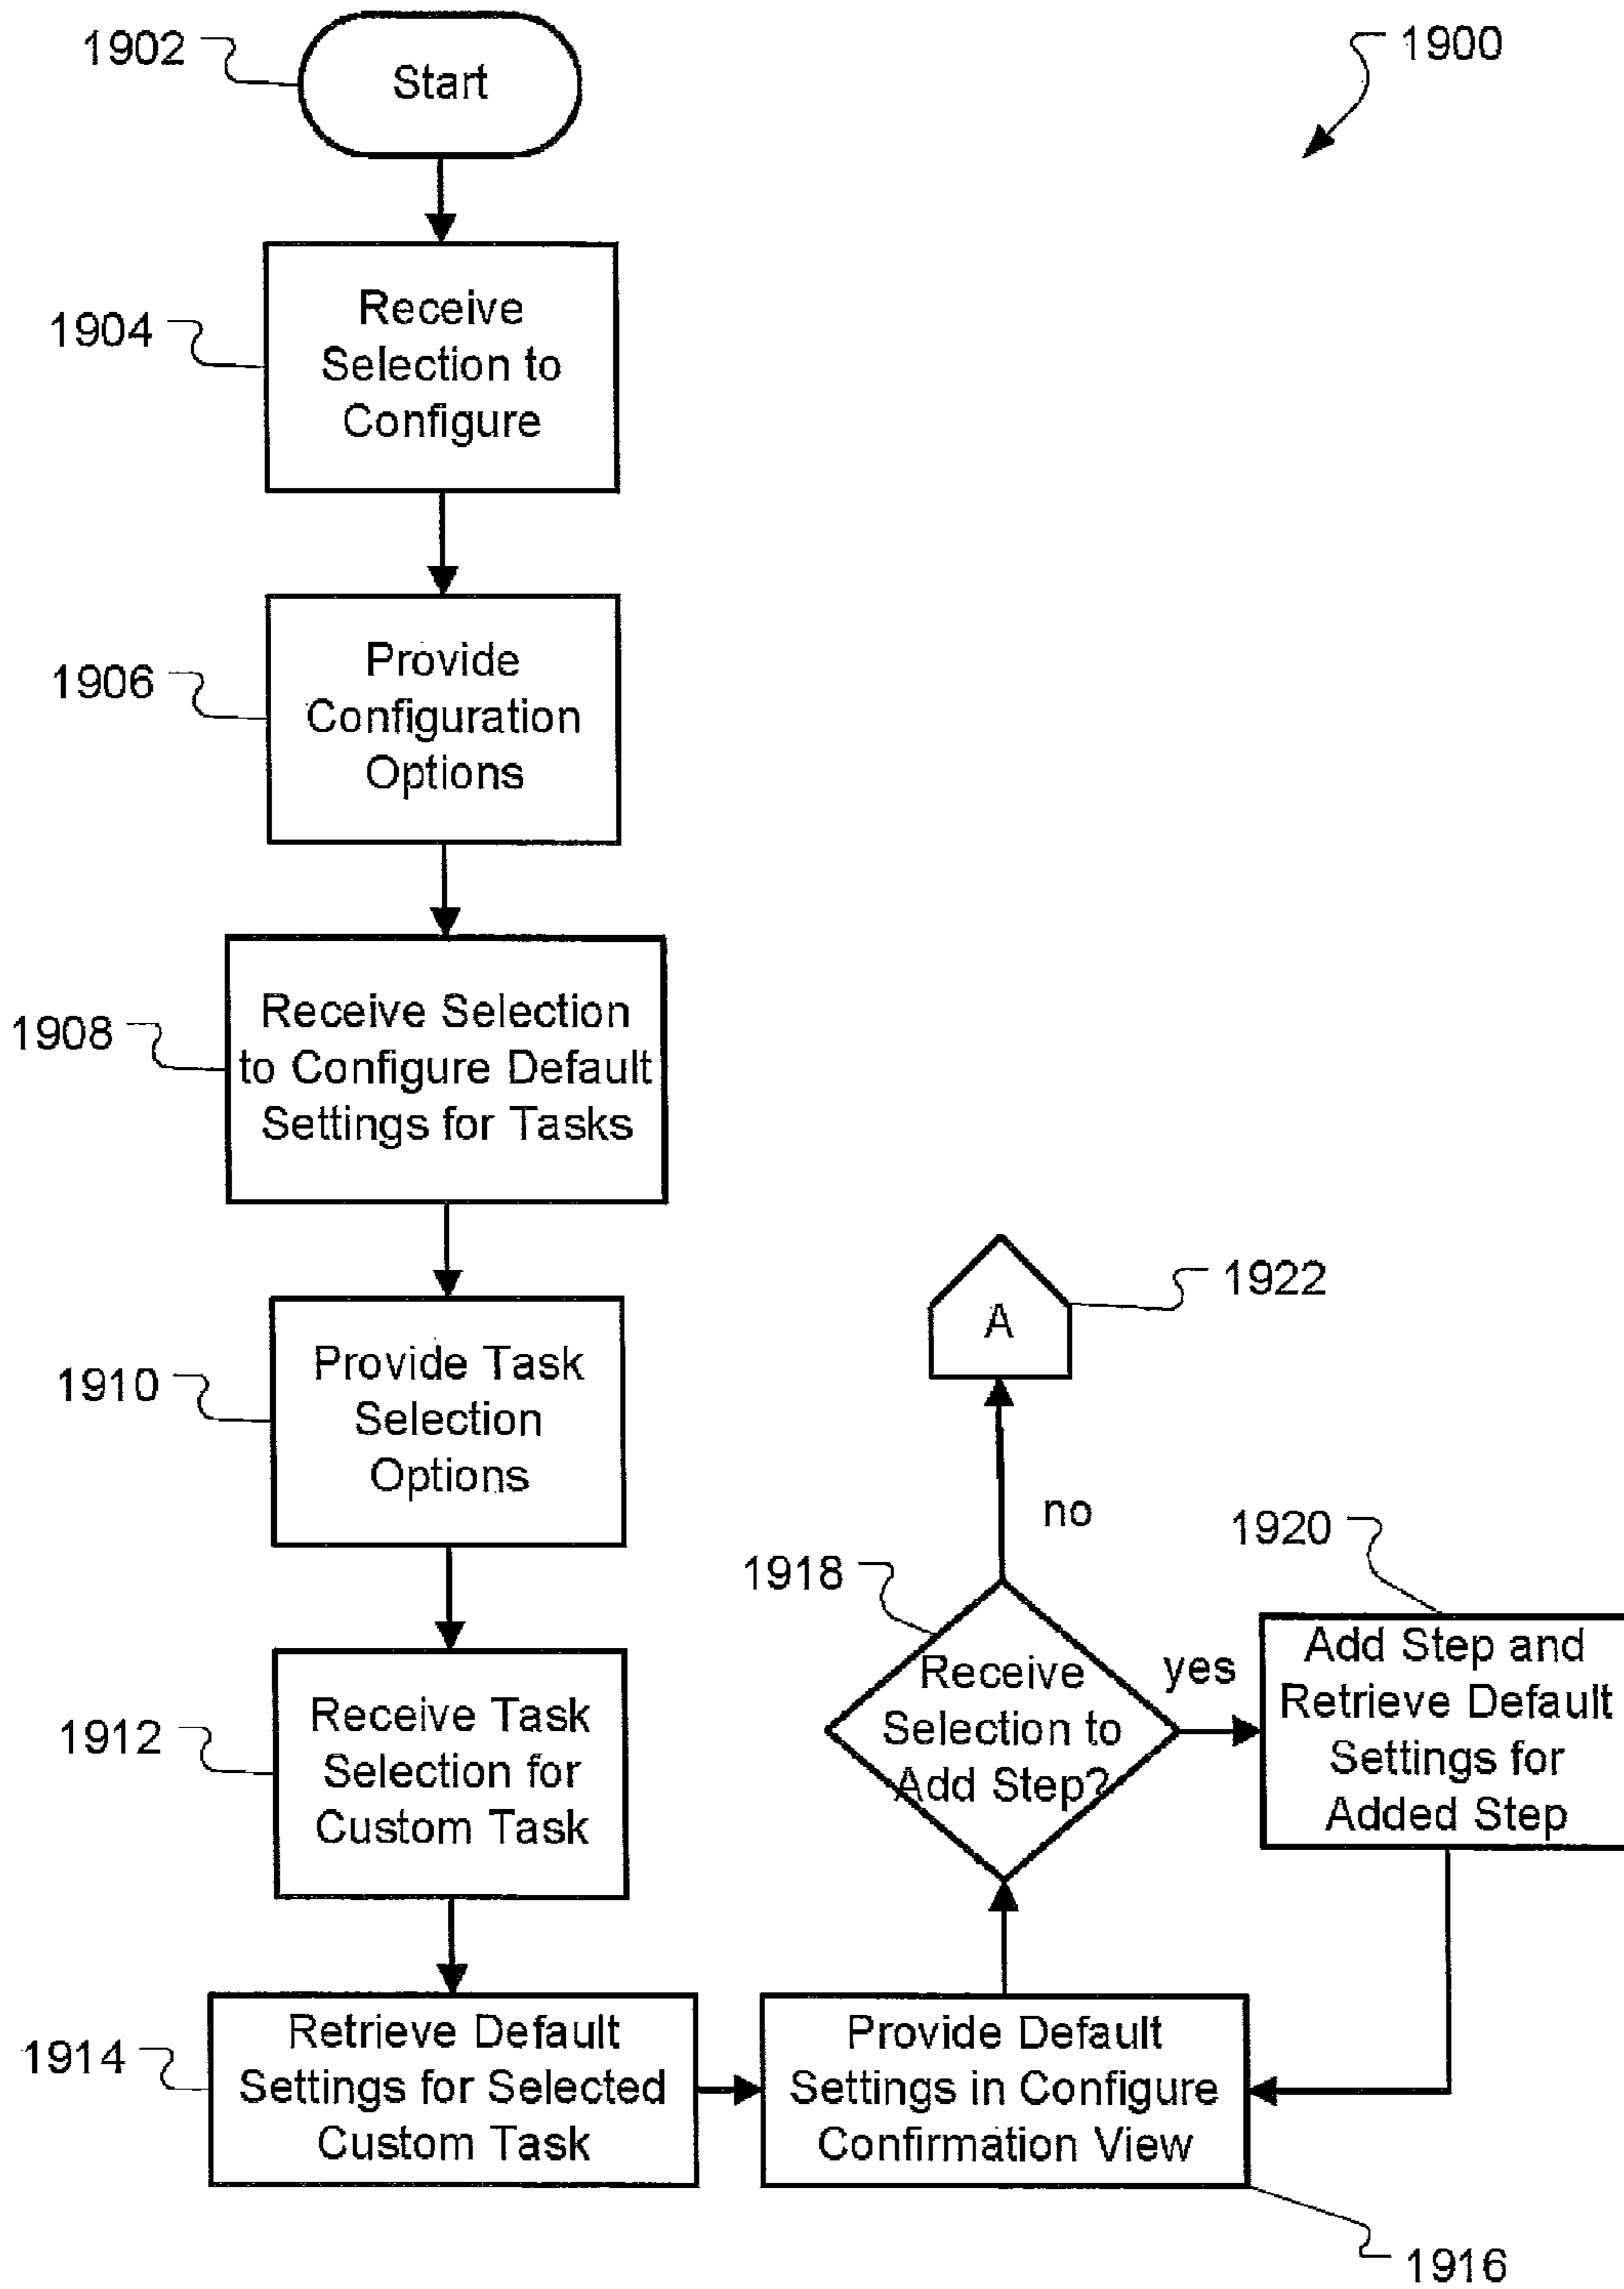 1902
Start
1900
1904
Receive
Selection to
Configure
1906
Provide
Configuration
Options
1908
Receive Selection
to Configure Default
Settings for Tasks
1910
Provide Task
Selection
Options
1912
Receive Task
Selection for
Custom Task
1914
Retrieve Default
Settings for Selected
Custom Task
Provide Default
Settings in Configure
Confirmation View
1916
1918
Receive
Selection to
Add Step?
yes
1920
Add Step and
Retrieve Default
Settings for
Added Step
no
A
1922